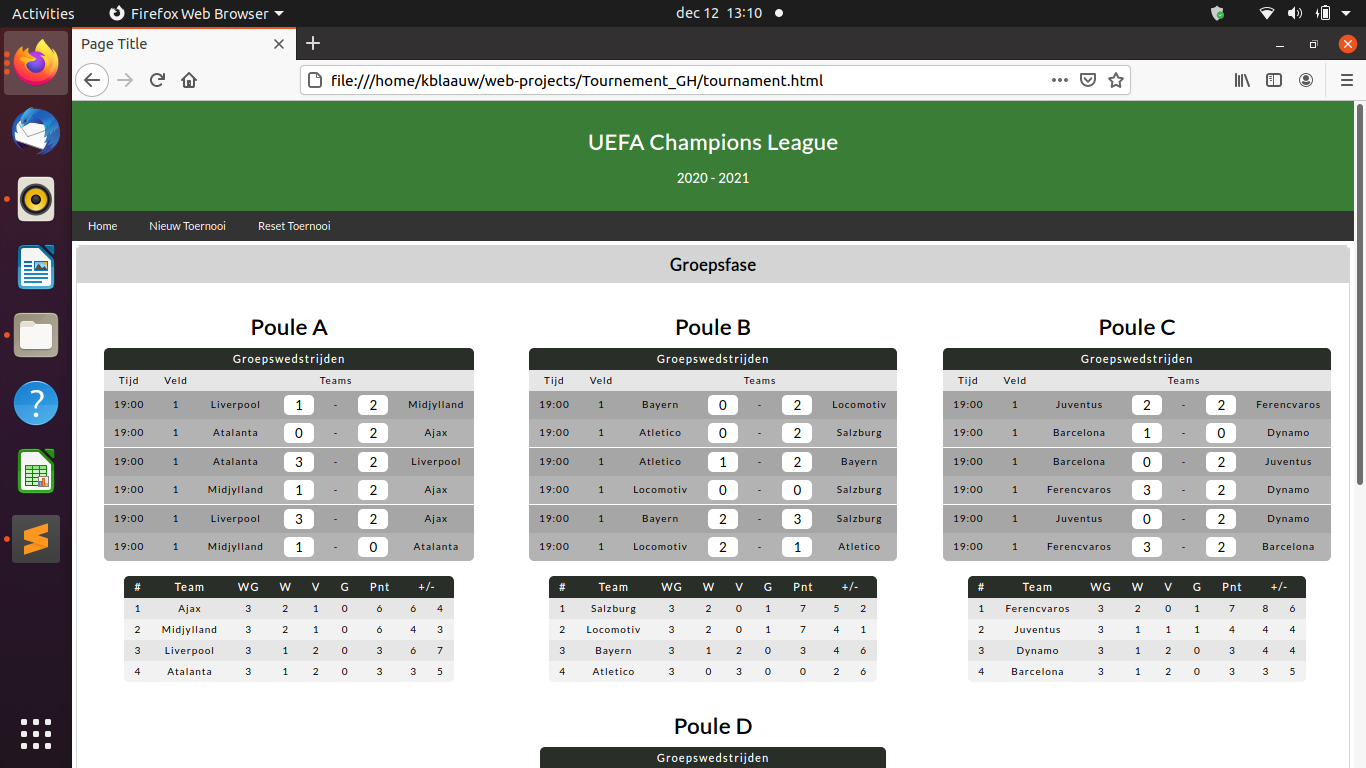 Activities Firefox Web Browser dec 12 13:10
Page Title
file:///home/kblaauw/web-projects/Tournement_GH/tournament.html
UEFA Champions League
2020 - 2021
Home Nieuw Toernooi Reset Toernooi
Groepsfase
Poule A
Groepswedstrijden
Tijd Veld Teams
19:00 1 Liverpool 1 - 2 Midjylland
19:00 1 Atalanta 0 - 2 Ajax
19:00 1 Atalanta 3 - 2 Liverpool
19:00 1 Midjylland 1 - 2 Ajax
19:00 1 Liverpool 3 - 2 Ajax
19:00 1 Midjylland 1 - 0 Atalanta
# Team WG W V G Pnt +/-
1 Ajax 3 2 1 0 6 6 4
2 Midjylland 3 2 1 0 6 4 3
3 Liverpool 3 1 2 0 3 6 7
4 Atalanta 3 1 2 0 3 3 5
Poule B
Groepswedstrijden
Tijd Veld Teams
19:00 1 Bayern 0 - 2 Locomotiv
19:00 1 Atletico 0 - 2 Salzburg
19:00 1 Atletico 1 - 2 Bayern
19:00 1 Locomotiv 0 - 0 Salzburg
19:00 1 Bayern 2 - 3 Salzburg
19:00 1 Locomotiv 2 - 1 Atletico
# Team WG W V G Pnt +/-
1 Salzburg 3 2 0 1 7 5 2
2 Locomotiv 3 2 0 1 7 4 1
3 Bayern 3 1 2 0 3 4 6
4 Atletico 3 0 3 0 0 2 6
Poule C
Groepswedstrijden
Tijd Veld Teams
19:00 1 Juventus 2 - 2 Ferencvaros
19:00 1 Barcelona 1 - 0 Dynamo
19:00 1 Barcelona 0 - 2 Juventus
19:00 1 Ferencvaros 3 - 2 Dynamo
19:00 1 Juventus 0 - 2 Dynamo
19:00 1 Ferencvaros 3 - 2 Barcelona
# Team WG W V G Pnt +/-
1 Ferencvaros 3 2 0 1 7 8 6
2 Juventus 3 1 1 1 4 4 4
3 Dynamo 3 1 2 0 3 4 4
4 Barcelona 3 1 2 0 3 3 5
Poule D
Groepswedstrijden